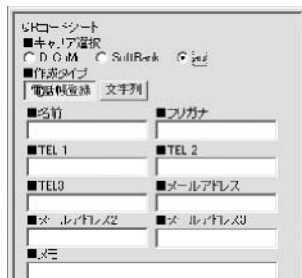 QRコードシート
■キャリア選択
DoCoMo SoftBank au
■作成タイプ
電話帳登録 文字列
■名前 ■フリガナ
■TEL 1 ■TEL 2
■TEL3 ■メールアドレス
■メールアドレス2 ■メールアドレス3
■メモ